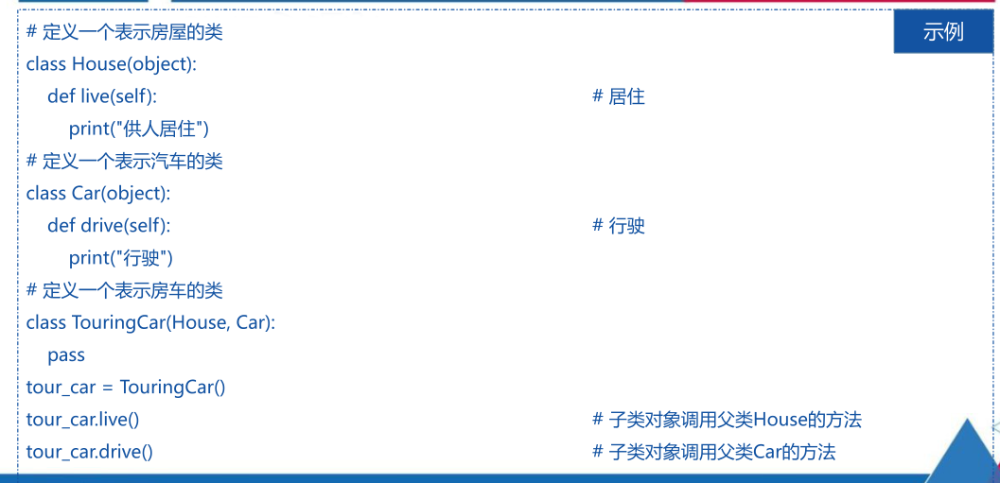 示例
# 定义一个表示房屋的类
class House(object):
def live(self): # 居住
print("供人居住")
# 定义一个表示汽车的类
class Car(object):
def drive(self): # 行驶
print("行驶")
# 定义一个表示房车的类
class TouringCar(House, Car):
pass
tour_car = TouringCar()
tour_car.live() # 子类对象调用父类House的方法
tour_car.drive() # 子类对象调用父类Car的方法